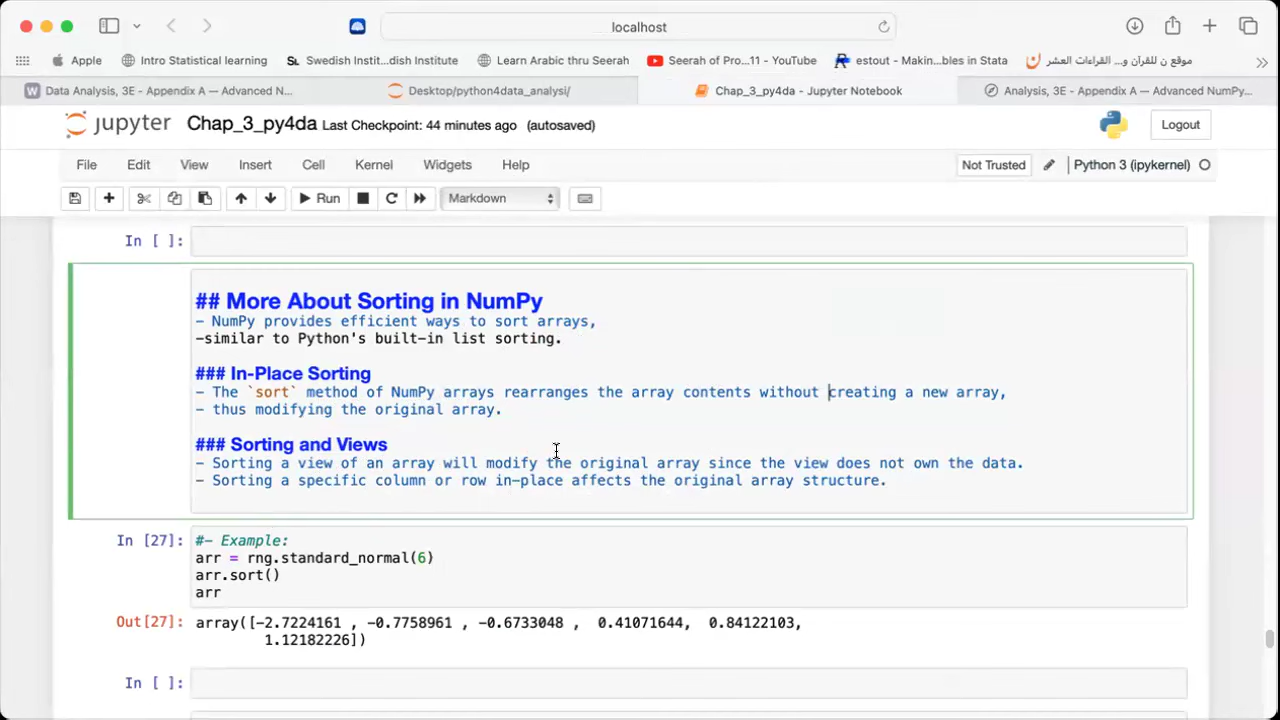 localhost
Apple
Intro Statistical learning
SL Swedish Instit...dish Institute
Learn Arabic thru Seerah
Seerah of Pro...11 - YouTube
estout - Makin...bles in Stata
موقع ن للقرآن و... القراءات العشر
W Data Analysis, 3E - Appendix A — Advanced N...
Desktop/python4data_analysi/
Chap_3_py4da - Jupyter Notebook
Analysis, 3E - Appendix A — Advanced NumPy...
jupyter Chap_3_py4da Last Checkpoint: 44 minutes ago (autosaved)
Logout
File Edit View Insert Cell Kernel Widgets Help
Not Trusted
Python 3 (ipykernel)
Run
Markdown
In [ ]:
## More About Sorting in NumPy
- NumPy provides efficient ways to sort arrays,
-similar to Python's built-in list sorting.
### In-Place Sorting
- The `sort` method of NumPy arrays rearranges the array contents without creating a new array,
- thus modifying the original array.
### Sorting and Views
- Sorting a view of an array will modify the original array since the view does not own the data.
- Sorting a specific column or row in-place affects the original array structure.
In [27]: #- Example:
arr = rng.standard_normal(6)
arr.sort()
arr
Out[27]: array([-2.7224161 , -0.7758961 , -0.6733048 ,  0.41071644,  0.84122103,
1.12182226])
In [ ]: